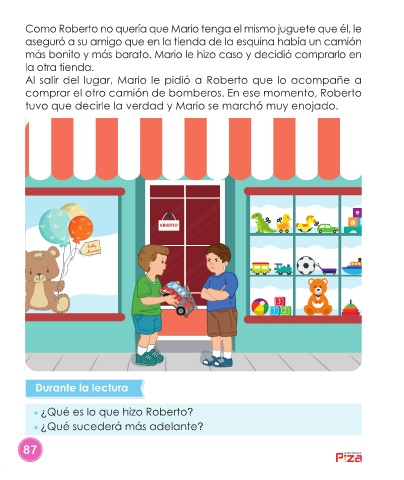 Como Roberto no quería que Mario tenga el mismo juguete que él, le
aseguró a su amigo que en la tienda de la esquina había un camión
más bonito y más barato. Mario le hizo caso y decidió comprarlo en
la otra tienda.
Al salir del lugar, Mario le pidió a Roberto que lo acompañe a
comprar el otro camión de bomberos. En ese momento, Roberto
tuvo que decirle la verdad y Mario se marchó muy enojado.
ABIERTO
Durante la lectura
¿Qué es lo que hizo Roberto?
¿Qué sucederá más adelante?
87
Piza